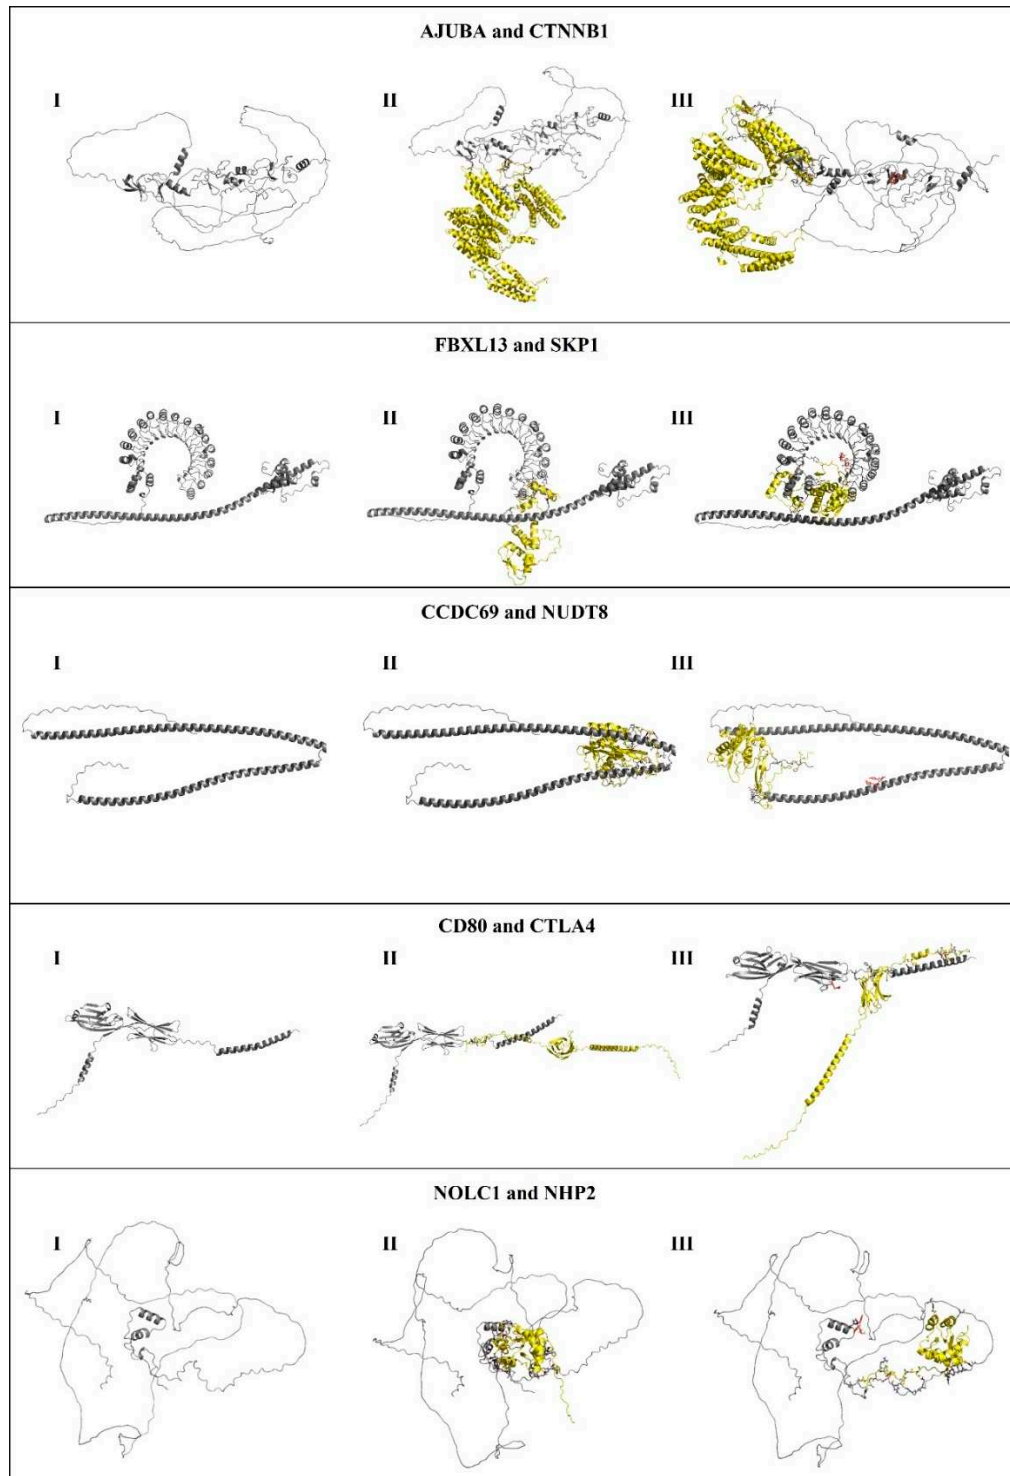 AJUBA and CTNNB1
I II III
FBXL13 and SKP1
I II III
CCDC69 and NUDT8
I II III
CD80 and CTLA4
I II III
NOLC1 and NHP2
I II III